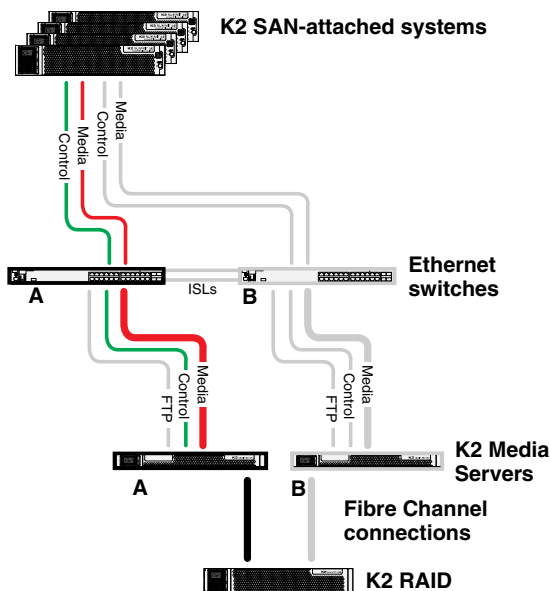 K2 SAN-attached systems
Control
Media
Control
Media
Ethernet
switches
A
ISLs
B
FTP
Control
Media
FTP
Control
Media
K2 Media
Servers
A
B
Fibre Channel
connections
K2 RAID